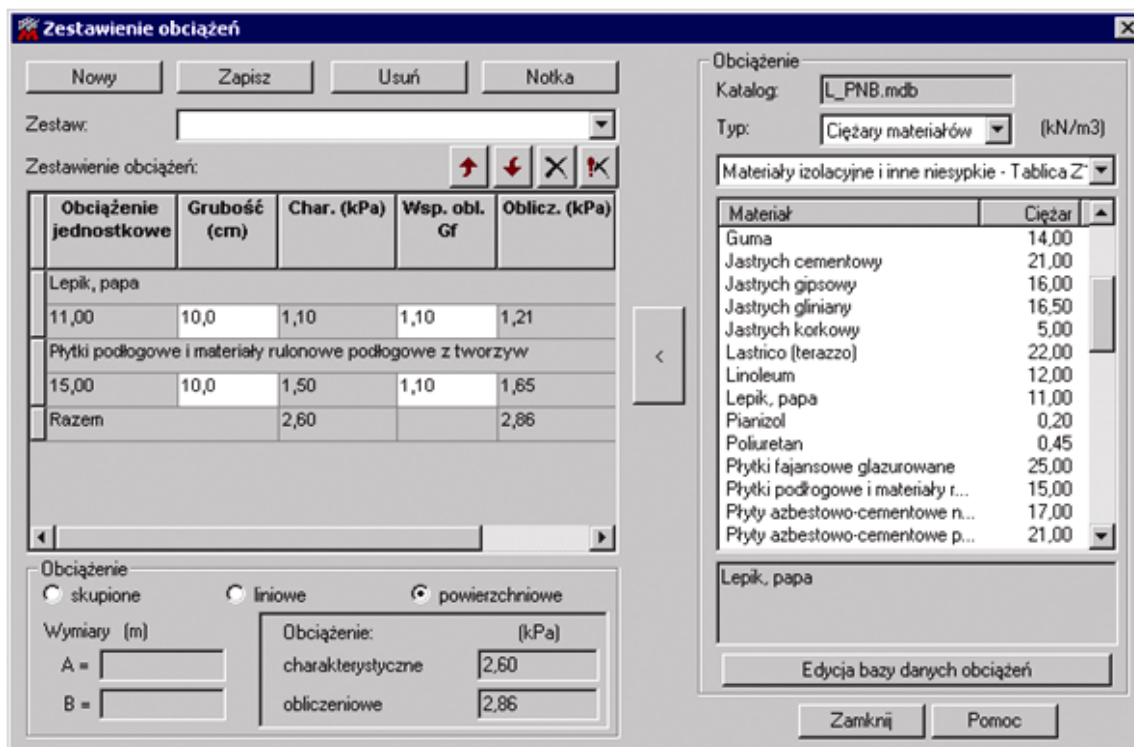 Zestawienie obciążeń
Nowy Zapisz Usuń Notka
Zestaw:
Zestawienie obciążeń:
Obciążenie jednostkowe Grubość (cm) Char. (kPa) Wsp. obl. Gf Oblicz. (kPa)
Lepik, papa
11,00 10,0 1,10 1,10 1,21
Płytki podłogowe i materiały rulonowe podłogowe z tworzyw
15,00 10,0 1,50 1,10 1,65
Razem 2,60 2,86
Obciążenie
skupione liniowe powierzchniowe
Wymiary (m)
A =
B =
Obciążenie: (kPa)
charakterystyczne 2,60
obliczeniowe 2,86
<
Obciążenie
Katalog: L_PNB.mdb
Typ: Ciężary materiałów (kN/m3)
Materiały izolacyjne i inne niesypkie - Tablica
Materiał Ciężar
Guma 14,00
Jastrych cementowy 21,00
Jastrych gipsowy 16,00
Jastrych gliniany 16,50
Jastrych korkowy 5,00
Lastrico (terazzo) 22,00
Linoleum 12,00
Lepik, papa 11,00
Pianizol 0,20
Poliuretan 0,45
Płytki fajansowe glazurowane 25,00
Płytki podłogowe i materiały r... 15,00
Płyty azbestowo-cementowe n... 17,00
Płyty azbestowo-cementowe p... 21,00
Lepik, papa
Edycja bazy danych obciążeń
Zamknij Pomoc